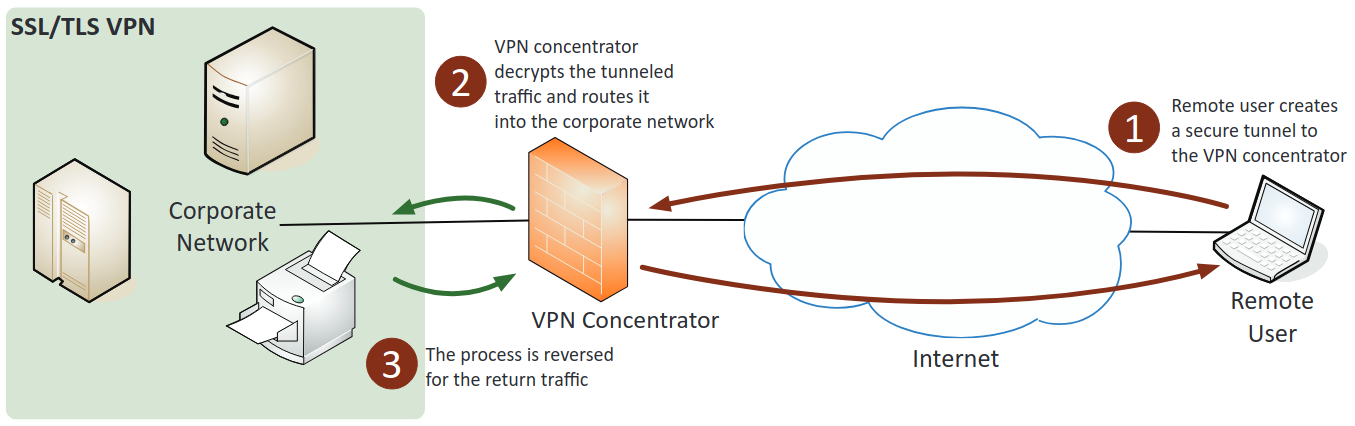 SSL/TLS VPN
2
VPN concentrator
decrypts the tunneled
traffic and routes it
into the corporate network
1
Remote user creates
a secure tunnel to
the VPN concentrator
Corporate
Network
VPN Concentrator
Internet
Remote
User
3
The process is reversed
for the return traffic